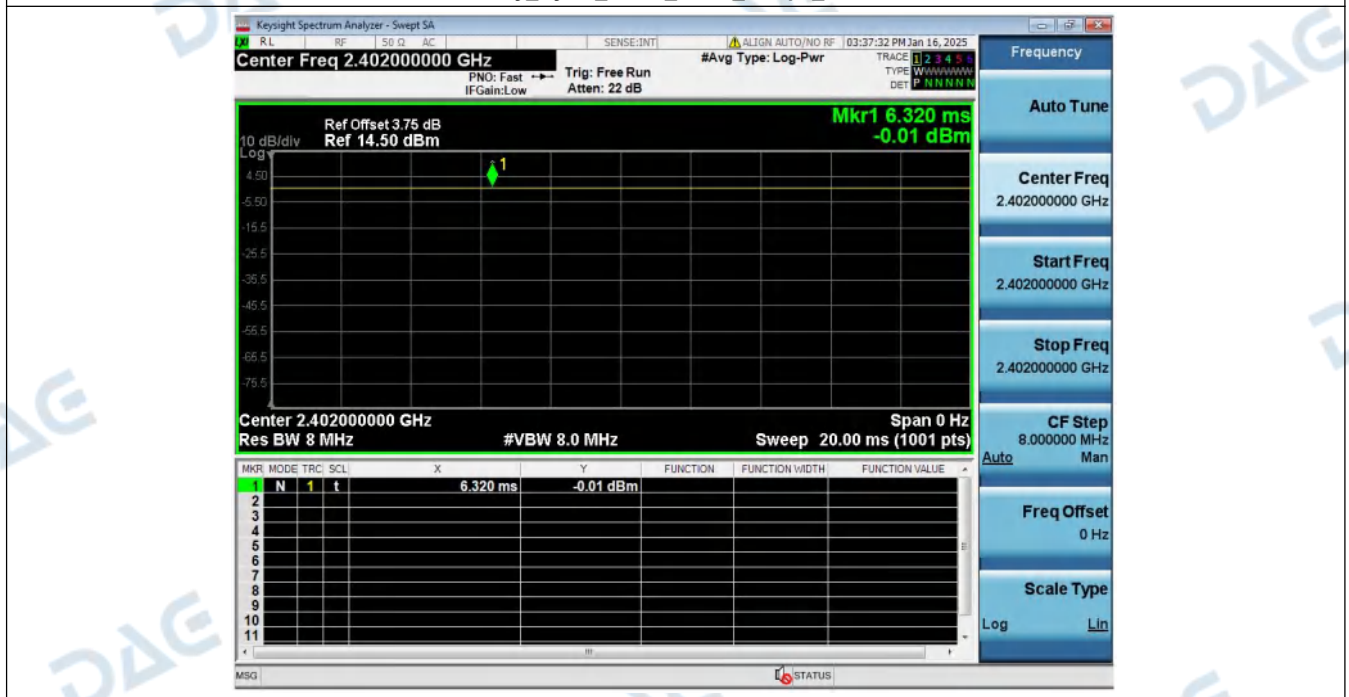 DAG
DAG
Keysight Spectrum Analyzer - Swept SA
RL RF 50 Ω AC SENSE:INT ALIGN AUTO/NO RF 03:37:32 PM Jan 16, 2025
Center Freq 2.402000000 GHz
PNO: Fast
IFGain:Low
Trig: Free Run
Atten: 22 dB
#Avg Type: Log-Pwr
TRACE 1 2 3 4 5 6
TYPE WWWWWW
DET P N N N N N
Mkr1 6.320 ms
-0.01 dBm
Ref Offset 3.75 dB
10 dB/div Ref 14.50 dBm
Log
1
4.50
-5.50
-15.5
-25.5
-35.5
-45.5
-55.5
-65.5
-75.5
Center 2.402000000 GHz Span 0 Hz
Res BW 8 MHz #VBW 8.0 MHz Sweep 20.00 ms (1001 pts)
MKR MODE TRC SCL X Y FUNCTION FUNCTION WIDTH FUNCTION VALUE
1 N 1 t 6.320 ms -0.01 dBm
2
3
4
5
6
7
8
9
10
11
MSG STATUS
Frequency
Auto Tune
Center Freq
2.402000000 GHz
Start Freq
2.402000000 GHz
Stop Freq
2.402000000 GHz
CF Step
8.000000 MHz
Auto Man
Freq Offset
0 Hz
Scale Type
Log Lin
DAG